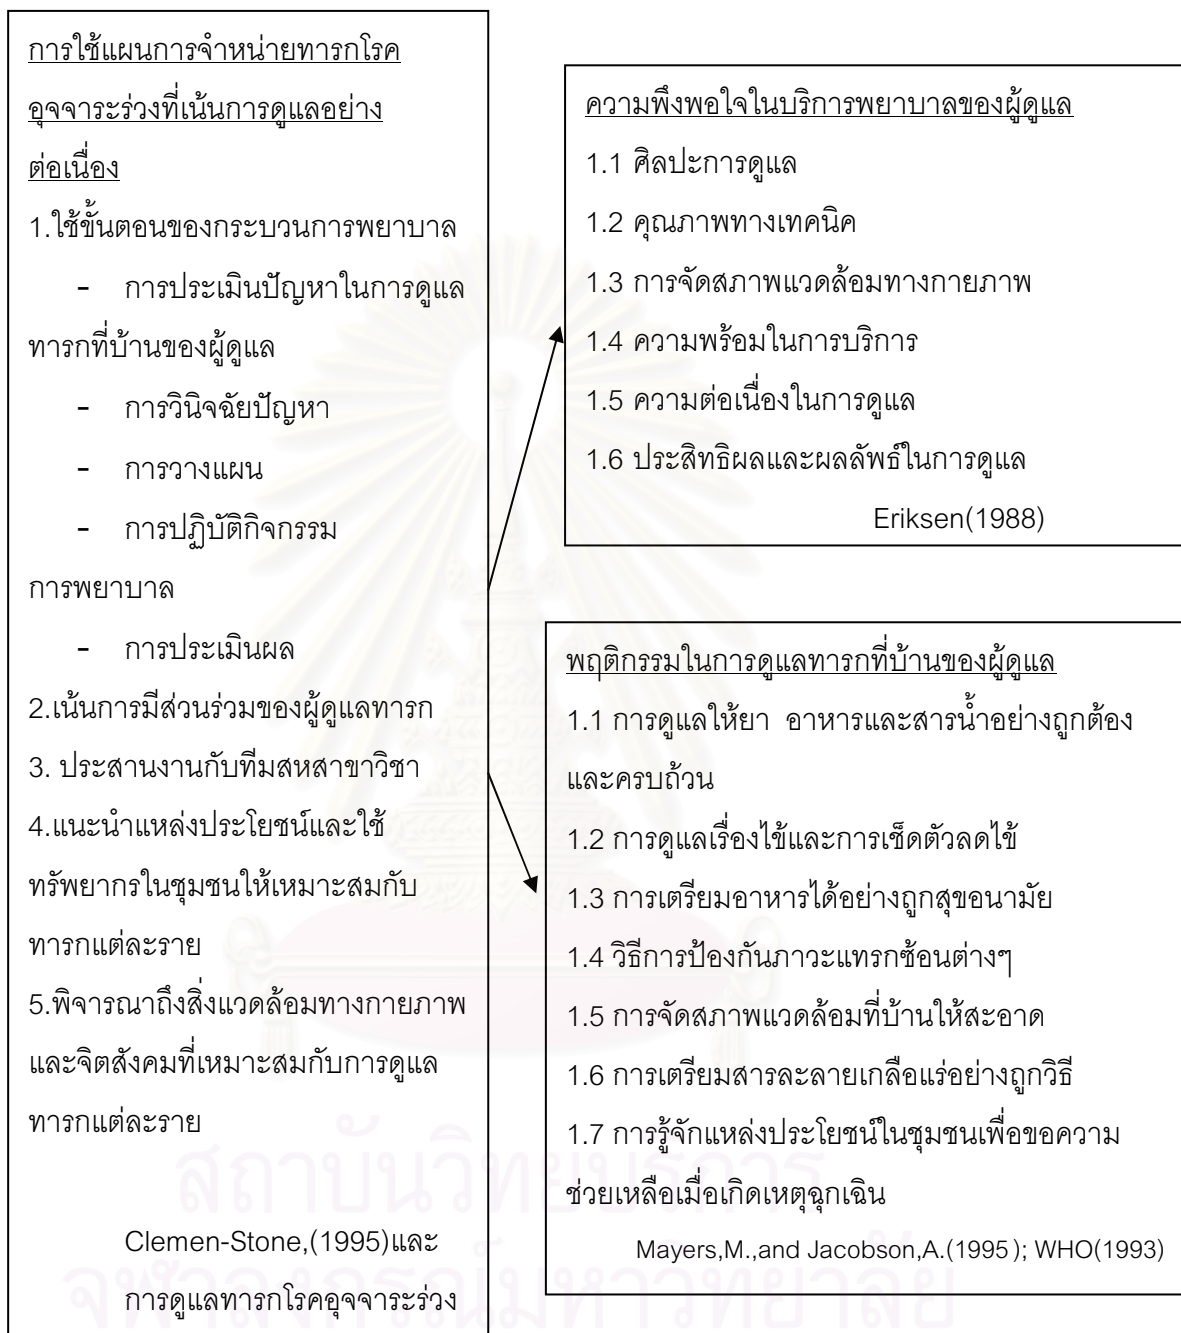 การใช้แผนการจำหน่ายทารกโรค
อุจจาระร่วงที่เน้นการดูแลอย่าง
ต่อเนื่อง
1.ใช้ขั้นตอนของกระบวนการพยาบาล
- การประเมินปัญหาในการดูแล
ทารกที่บ้านของผู้ดูแล
- การวินิจฉัยปัญหา
- การวางแผน
- การปฏิบัติกิจกรรม
การพยาบาล
- การประเมินผล
2.เน้นการมีส่วนร่วมของผู้ดูแลทารก
3. ประสานงานกับทีมสหสาขาวิชา
4.แนะนำแหล่งประโยชน์และใช้
ทรัพยากรในชุมชนให้เหมาะสมกับ
ทารกแต่ละราย
5.พิจารณาถึงสิ่งแวดล้อมทางกายภาพ
และจิตสังคมที่เหมาะสมกับการดูแล
ทารกแต่ละราย
Clemen-Stone,(1995)และ
การดูแลทารกโรคอุจจาระร่วง
ความพึงพอใจในบริการพยาบาลของผู้ดูแล
1.1 ศิลปะการดูแล
1.2 คุณภาพทางเทคนิค
1.3 การจัดสภาพแวดล้อมทางกายภาพ
1.4 ความพร้อมในการบริการ
1.5 ความต่อเนื่องในการดูแล
1.6 ประสิทธิผลและผลลัพธ์ในการดูแล
Eriksen(1988)
พฤติกรรมในการดูแลทารกที่บ้านของผู้ดูแล
1.1 การดูแลให้ยา อาหารและสารน้ำอย่างถูกต้อง
และครบถ้วน
1.2 การดูแลเรื่องไข้และการเช็ดตัวลดไข้
1.3 การเตรียมอาหารได้อย่างถูกสุขอนามัย
1.4 วิธีการป้องกันภาวะแทรกซ้อนต่างๆ
1.5 การจัดสภาพแวดล้อมที่บ้านให้สะอาด
1.6 การเตรียมสารละลายเกลือแร่อย่างถูกวิธี
1.7 การรู้จักแหล่งประโยชน์ในชุมชนเพื่อขอความ
ช่วยเหลือเมื่อเกิดเหตุฉุกเฉิน
Mayers,M.,and Jacobson,A.(1995); WHO(1993)
สถาบันวิทยบริการ
จุฬาลงกรณ์มหาวิทยาลัย